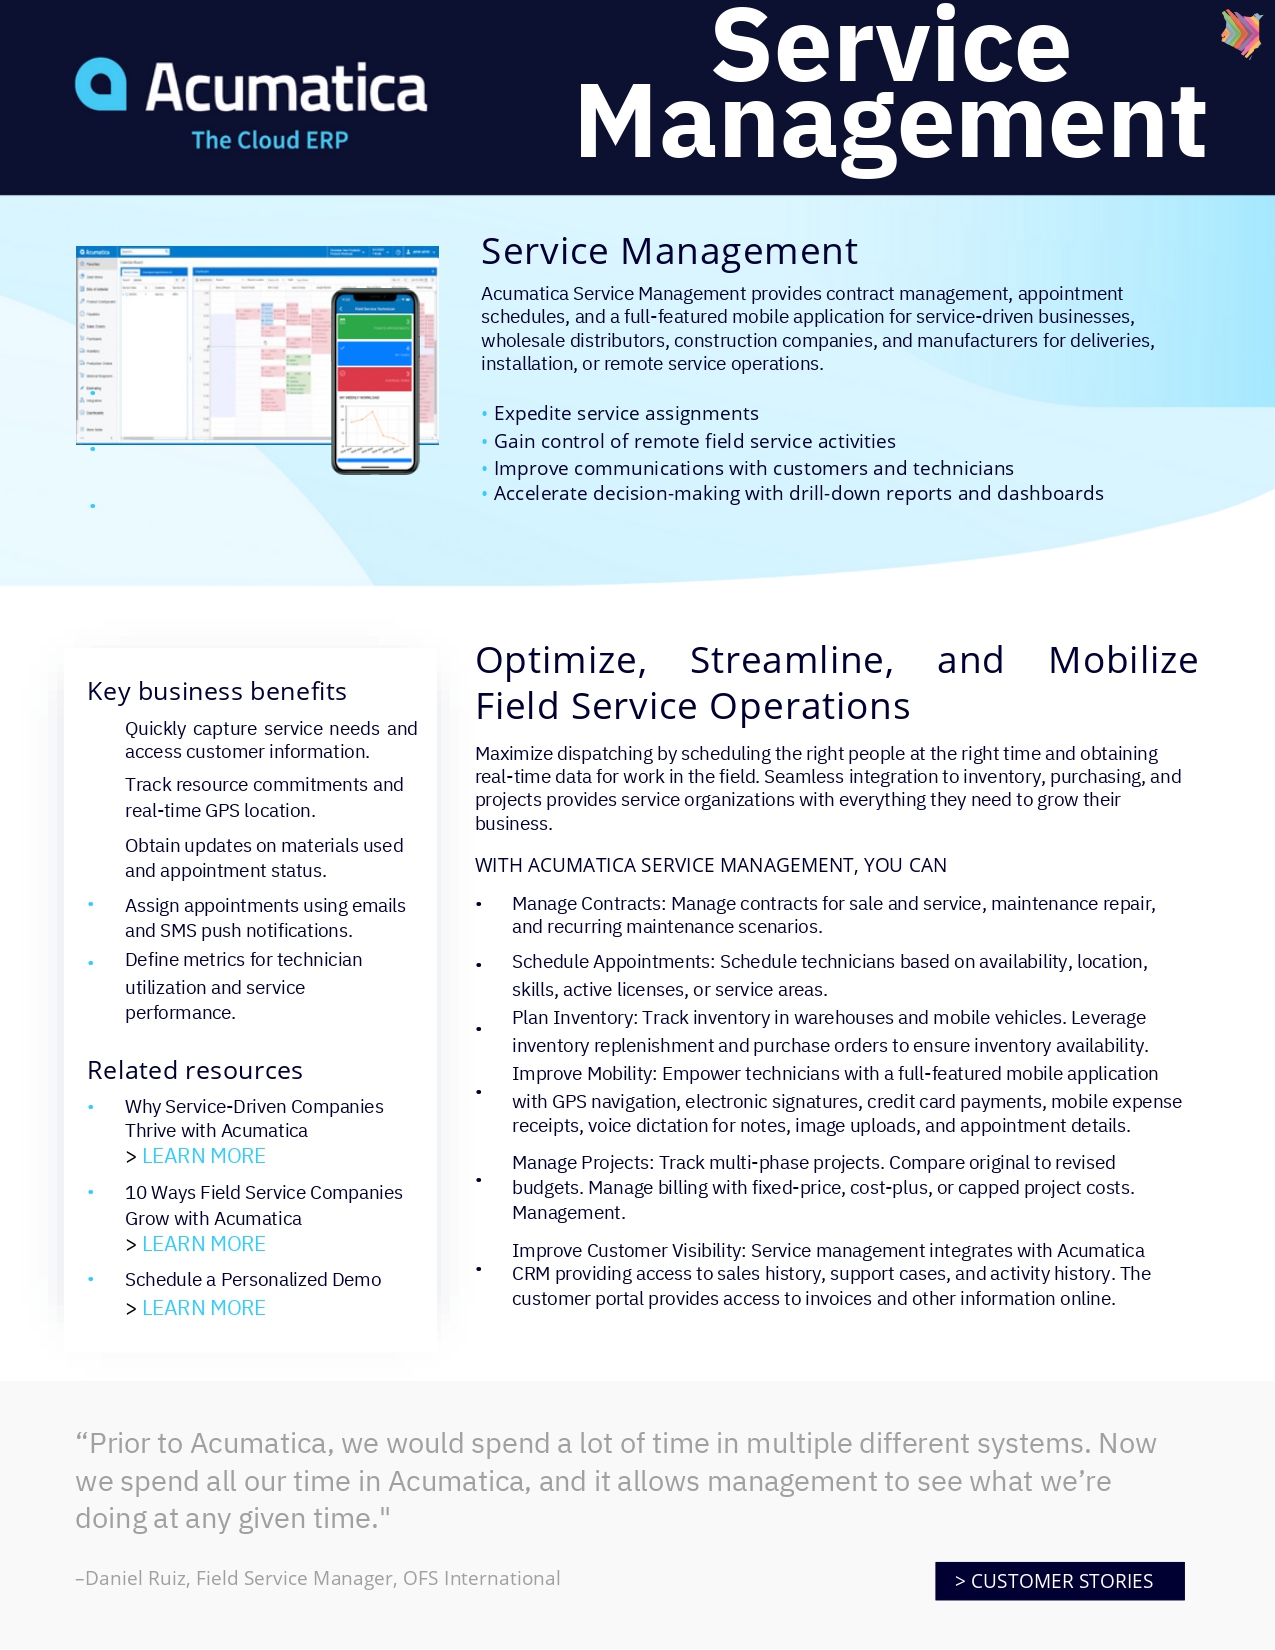 Service
Management
Acumatica
The Cloud ERP
Acumatica
Field Service Technician
MY WEEKLY WORKLOAD
Service Management
Acumatica Service Management provides contract management, appointment
schedules, and a full-featured mobile application for service-driven businesses,
wholesale distributors, construction companies, and manufacturers for deliveries,
installation, or remote service operations.
• Expedite service assignments
• Gain control of remote field service activities
• Improve communications with customers and technicians
• Accelerate decision-making with drill-down reports and dashboards
Key business benefits
Quickly capture service needs and
access customer information.
Track resource commitments and
real-time GPS location.
Obtain updates on materials used
and appointment status.
• Assign appointments using emails
and SMS push notifications.
• Define metrics for technician
utilization and service
performance.
Related resources
• Why Service-Driven Companies
Thrive with Acumatica
> LEARN MORE
• 10 Ways Field Service Companies
Grow with Acumatica
> LEARN MORE
• Schedule a Personalized Demo
> LEARN MORE
Optimize, Streamline, and Mobilize
Field Service Operations
Maximize dispatching by scheduling the right people at the right time and obtaining
real-time data for work in the field. Seamless integration to inventory, purchasing, and
projects provides service organizations with everything they need to grow their
business.
WITH ACUMATICA SERVICE MANAGEMENT, YOU CAN
• Manage Contracts: Manage contracts for sale and service, maintenance repair,
and recurring maintenance scenarios.
• Schedule Appointments: Schedule technicians based on availability, location,
skills, active licenses, or service areas.
• Plan Inventory: Track inventory in warehouses and mobile vehicles. Leverage
inventory replenishment and purchase orders to ensure inventory availability.
• Improve Mobility: Empower technicians with a full-featured mobile application
with GPS navigation, electronic signatures, credit card payments, mobile expense
receipts, voice dictation for notes, image uploads, and appointment details.
• Manage Projects: Track multi-phase projects. Compare original to revised
budgets. Manage billing with fixed-price, cost-plus, or capped project costs.
Management.
• Improve Customer Visibility: Service management integrates with Acumatica
CRM providing access to sales history, support cases, and activity history. The
customer portal provides access to invoices and other information online.
“Prior to Acumatica, we would spend a lot of time in multiple different systems. Now
we spend all our time in Acumatica, and it allows management to see what we’re
doing at any given time."
–Daniel Ruiz, Field Service Manager, OFS International
> CUSTOMER STORIES